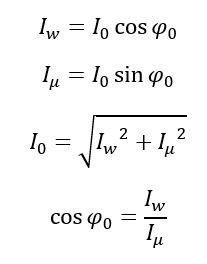 I_w = I_0 cos φ_0
I_μ = I_0 sin φ_0
I_0 = √(I_w² + I_μ²)
cos φ_0 = I_w / I_μ